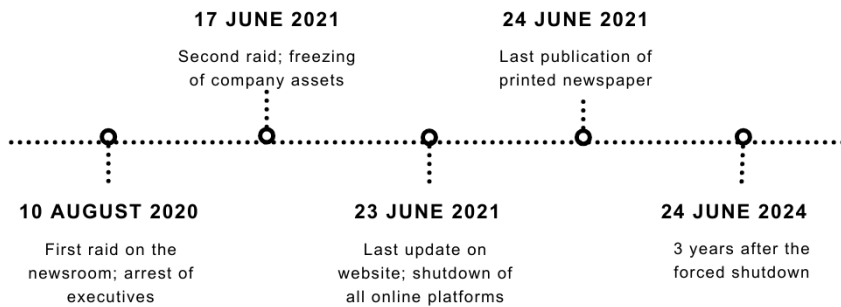 17 JUNE 2021
Second raid; freezing
of company assets
24 JUNE 2021
Last publication of
printed newspaper
10 AUGUST 2020
First raid on the
newsroom; arrest of
executives
23 JUNE 2021
Last update on
website; shutdown of
all online platforms
24 JUNE 2024
3 years after the
forced shutdown